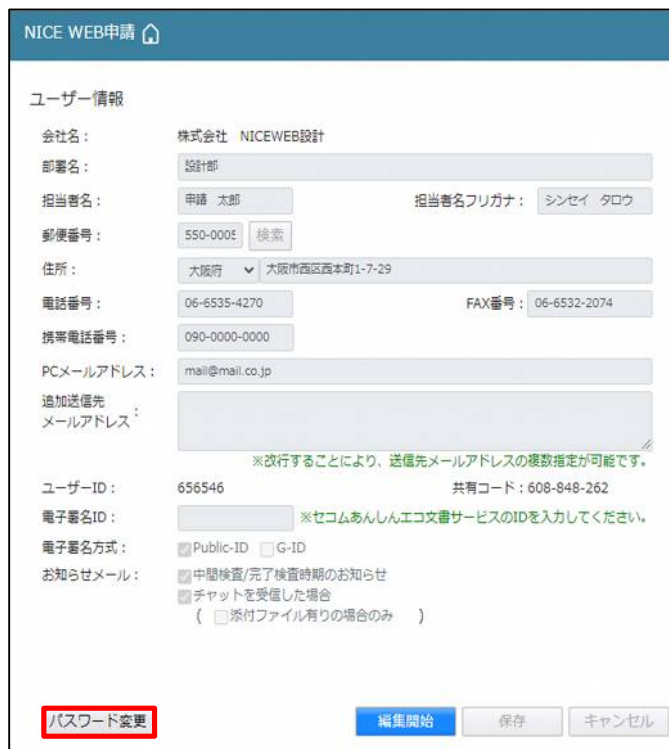 NICE WEB申請
ユーザー情報
会社名： 株式会社 NICEWEB設計
部署名： 設計部
担当者名： 申請 太郎 担当者名フリガナ： シンセイ タロウ
郵便番号： 550-0005 検索
住所： 大阪府 大阪市西区西本町1-7-29
電話番号： 06-6535-4270 FAX番号： 06-6532-2074
携帯電話番号： 090-0000-0000
PCメールアドレス： mail@mail.co.jp
追加送信先
メールアドレス：
※改行することにより、送信先メールアドレスの複数指定が可能です。
ユーザーID： 656546 共有コード：608-848-262
電子署名ID： ※セコムあんしんエコ文書サービスのIDを入力してください。
電子署名方式： Public-ID G-ID
お知らせメール： 中間検査/完了検査時期のお知らせ
チャットを受信した場合
( 添付ファイル有りの場合のみ )
パスワード変更 編集開始 保存 キャンセル